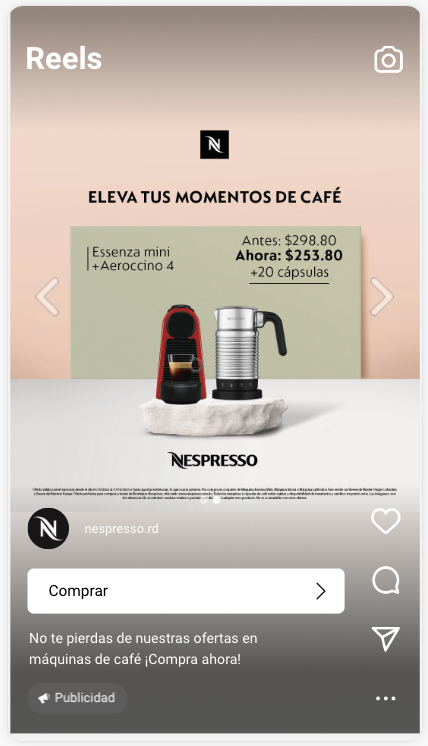 Reels
N
ELEVA TUS MOMENTOS DE CAFÉ
Essenza mini
+Aeroccino 4
Antes: $298.80
Ahora: $253.80
+20 cápsulas
NESPRESSO
N
nespresso.rd
Comprar
No te pierdas de nuestras ofertas en
máquinas de café ¡Compra ahora!
Publicidad